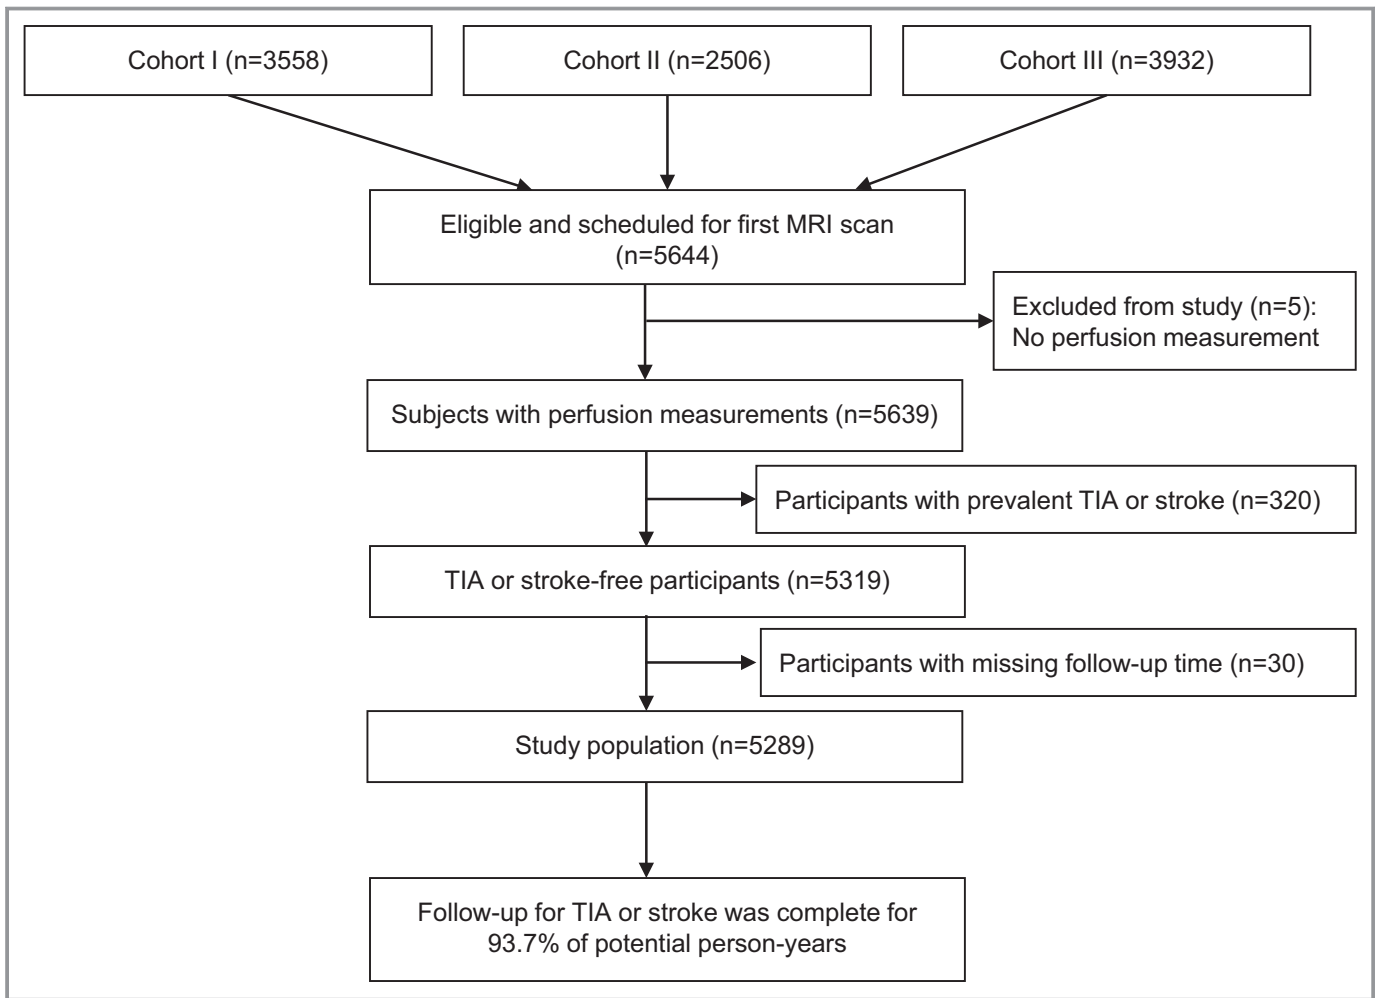 Cohort I (n=3558)
Cohort II (n=2506)
Cohort III (n=3932)
Eligible and scheduled for first MRI scan
(n=5644)
Excluded from study (n=5):
No perfusion measurement
Subjects with perfusion measurements (n=5639)
Participants with prevalent TIA or stroke (n=320)
TIA or stroke-free participants (n=5319)
Participants with missing follow-up time (n=30)
Study population (n=5289)
Follow-up for TIA or stroke was complete for
93.7% of potential person-years